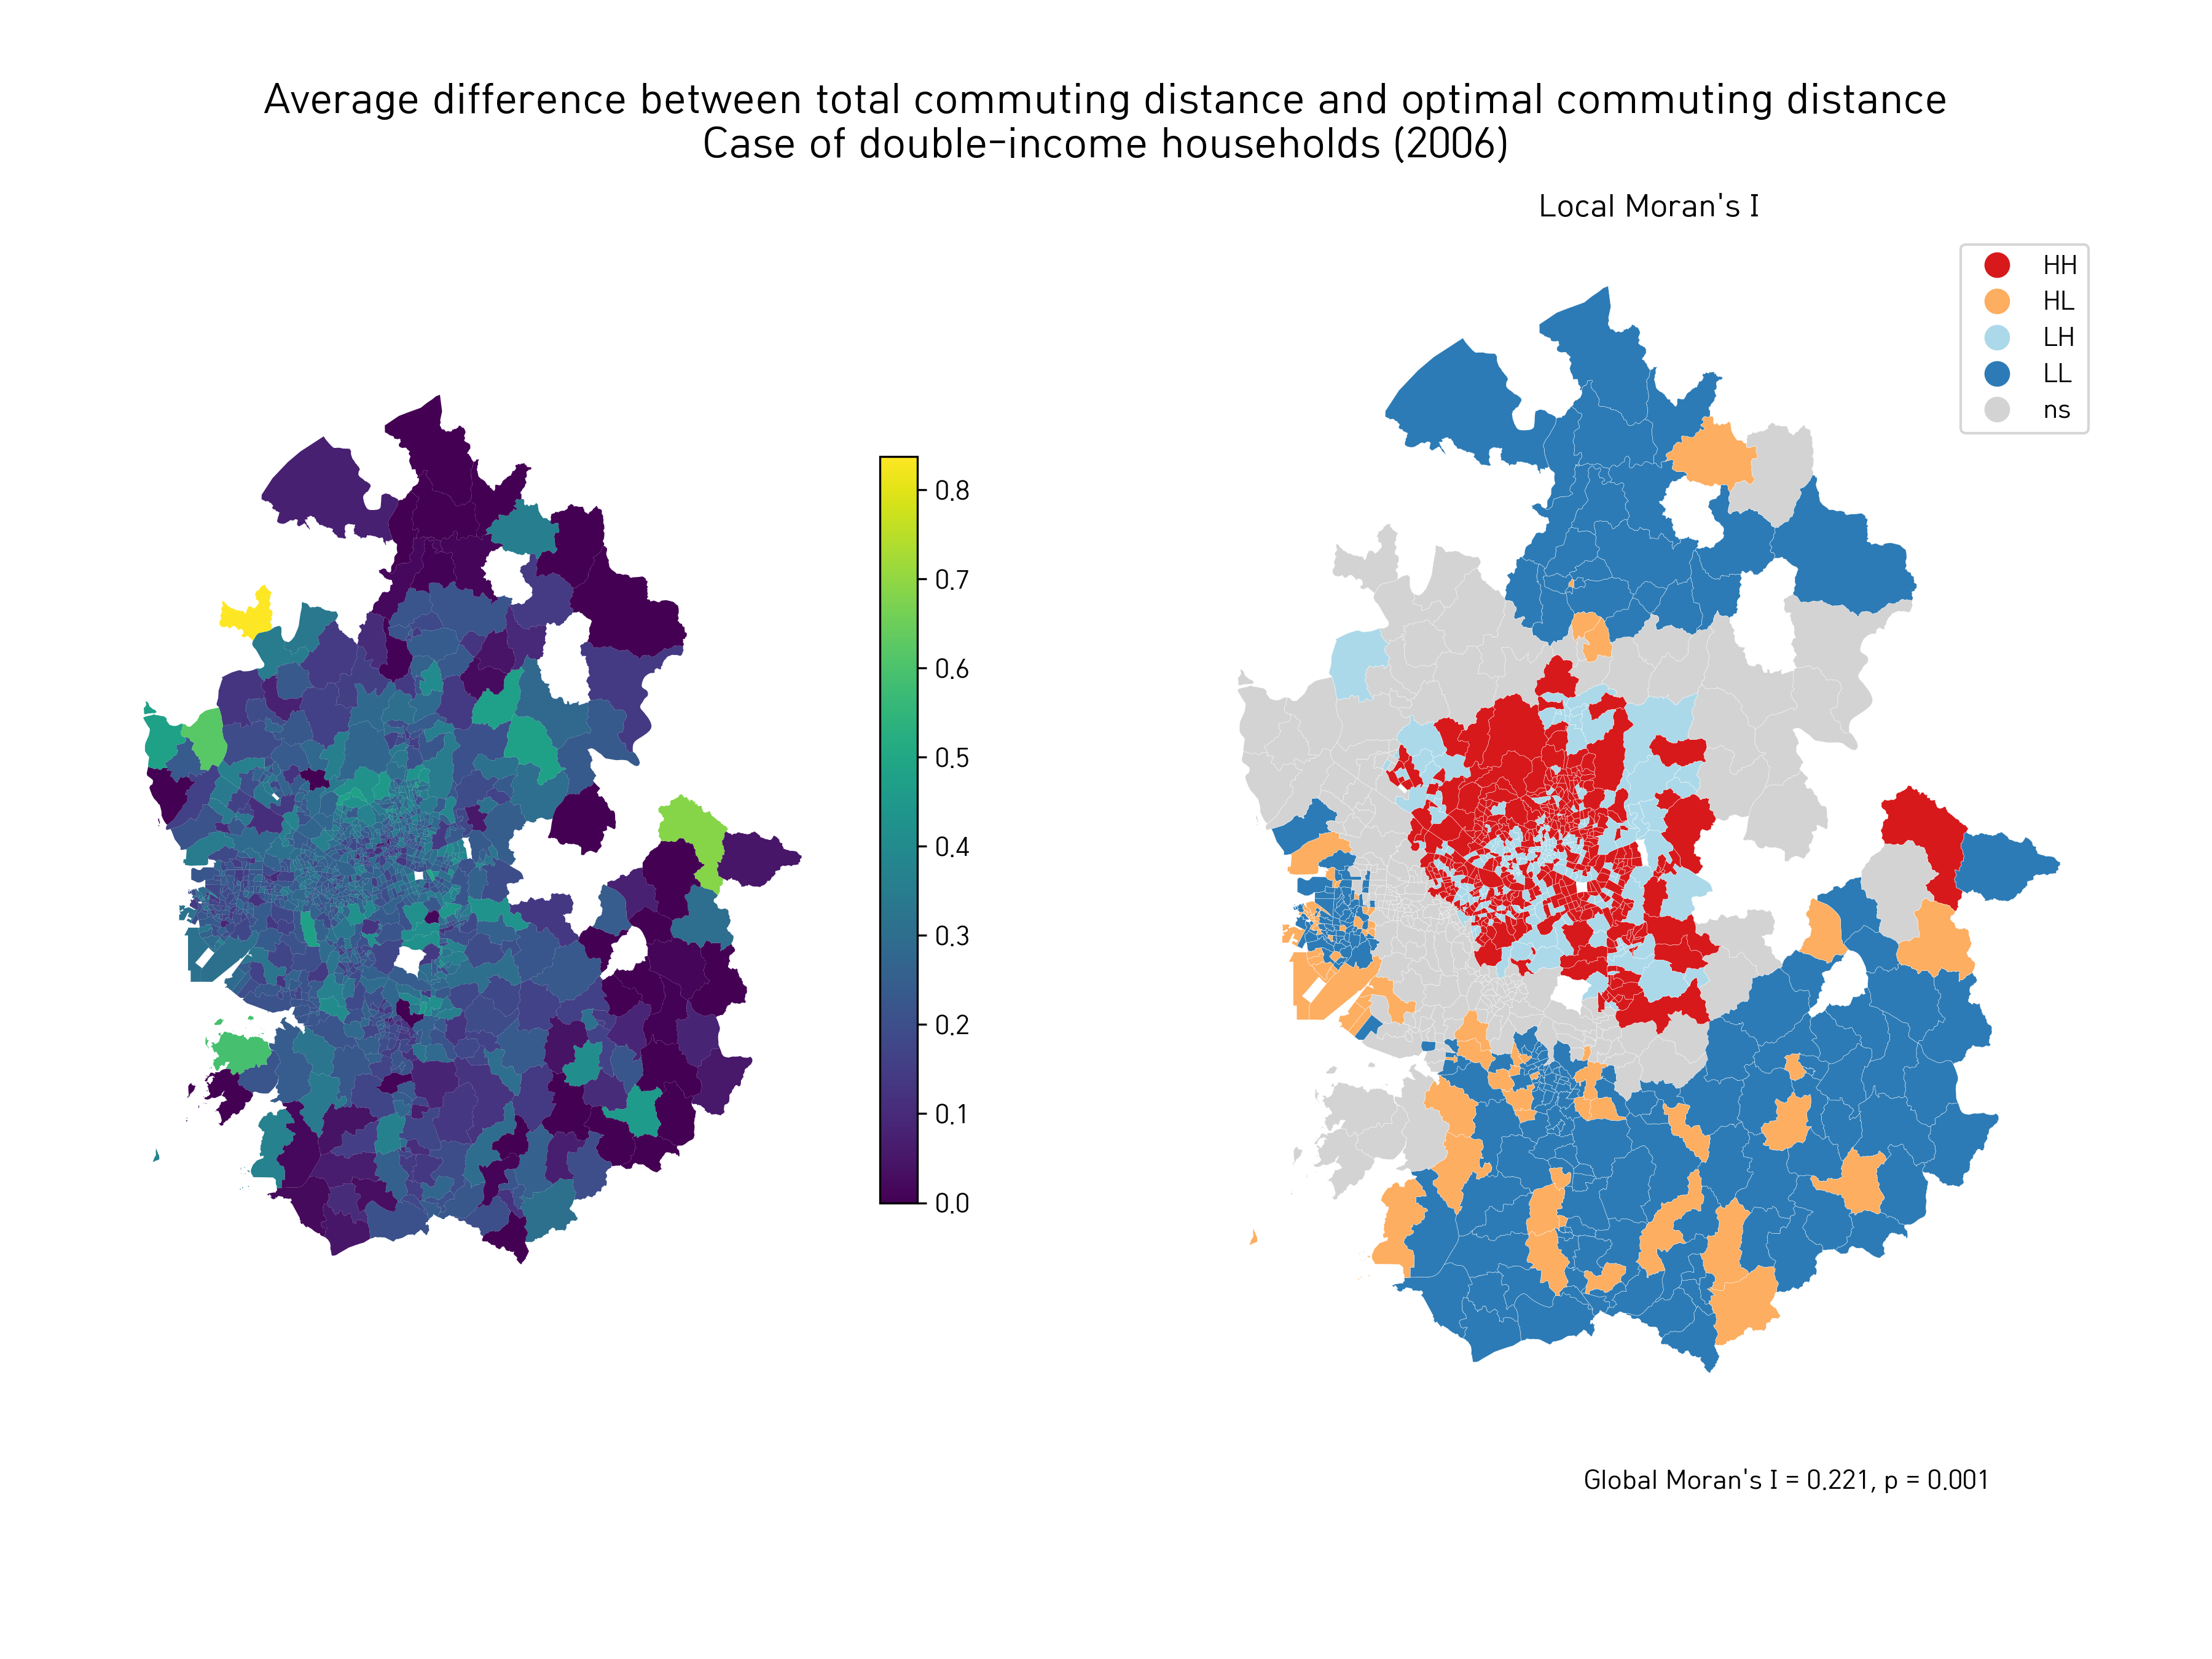 Average difference between total commuting distance and optimal commuting distance
Case of double-income households (2006)
Local Moran's I
HH
HL
LH
LL
ns
0.8
0.7
0.6
0.5
0.4
0.3
0.2
0.1
0.0
Global Moran's I = 0.221, p = 0.001